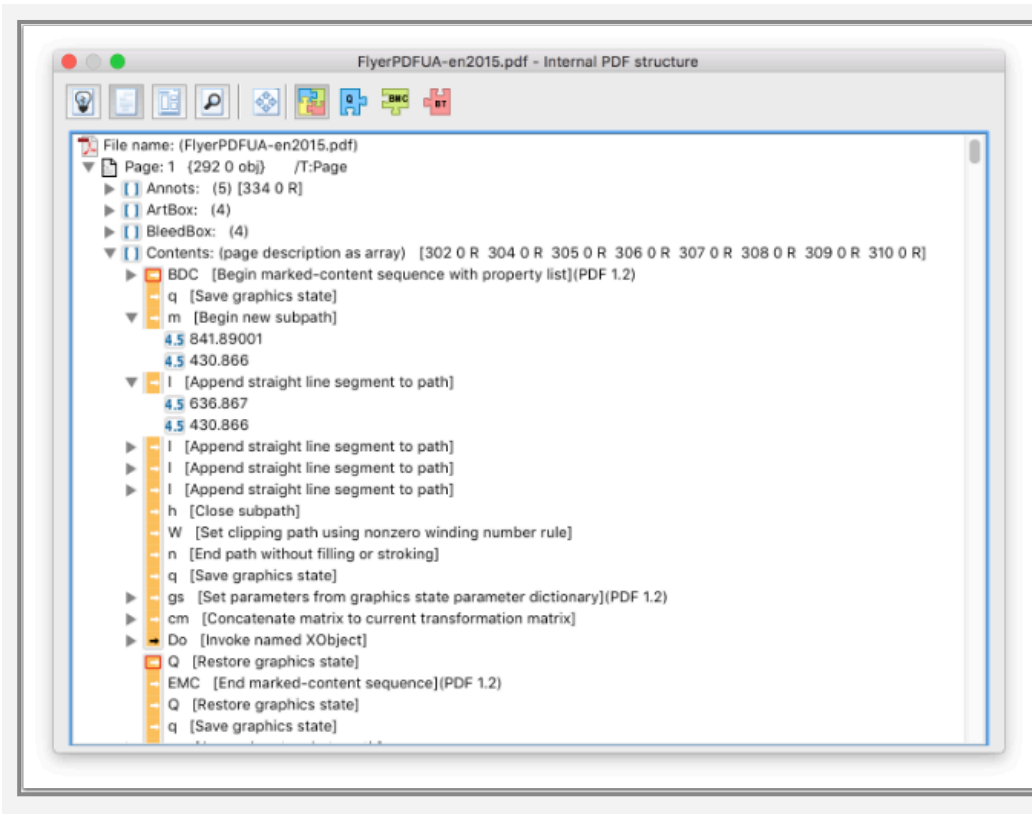 FlyerPDFUA-en2015.pdf - Internal PDF structure
Q BMC BT
File name: (FlyerPDFUA-en2015.pdf)
Page: 1 {292 0 obj} /T:Page
[ ] Annots: (5) [334 0 R]
[ ] ArtBox: (4)
[ ] BleedBox: (4)
[ ] Contents: (page description as array) [302 0 R 304 0 R 305 0 R 306 0 R 307 0 R 308 0 R 309 0 R 310 0 R]
BDC [Begin marked-content sequence with property list](PDF 1.2)
q [Save graphics state]
m [Begin new subpath]
4.5 841.89001
4.5 430.866
l [Append straight line segment to path]
4.5 636.867
4.5 430.866
l [Append straight line segment to path]
l [Append straight line segment to path]
l [Append straight line segment to path]
h [Close subpath]
W [Set clipping path using nonzero winding number rule]
n [End path without filling or stroking]
q [Save graphics state]
gs [Set parameters from graphics state parameter dictionary](PDF 1.2)
cm [Concatenate matrix to current transformation matrix]
Do [Invoke named XObject]
Q [Restore graphics state]
EMC [End marked-content sequence](PDF 1.2)
Q [Restore graphics state]
q [Save graphics state]